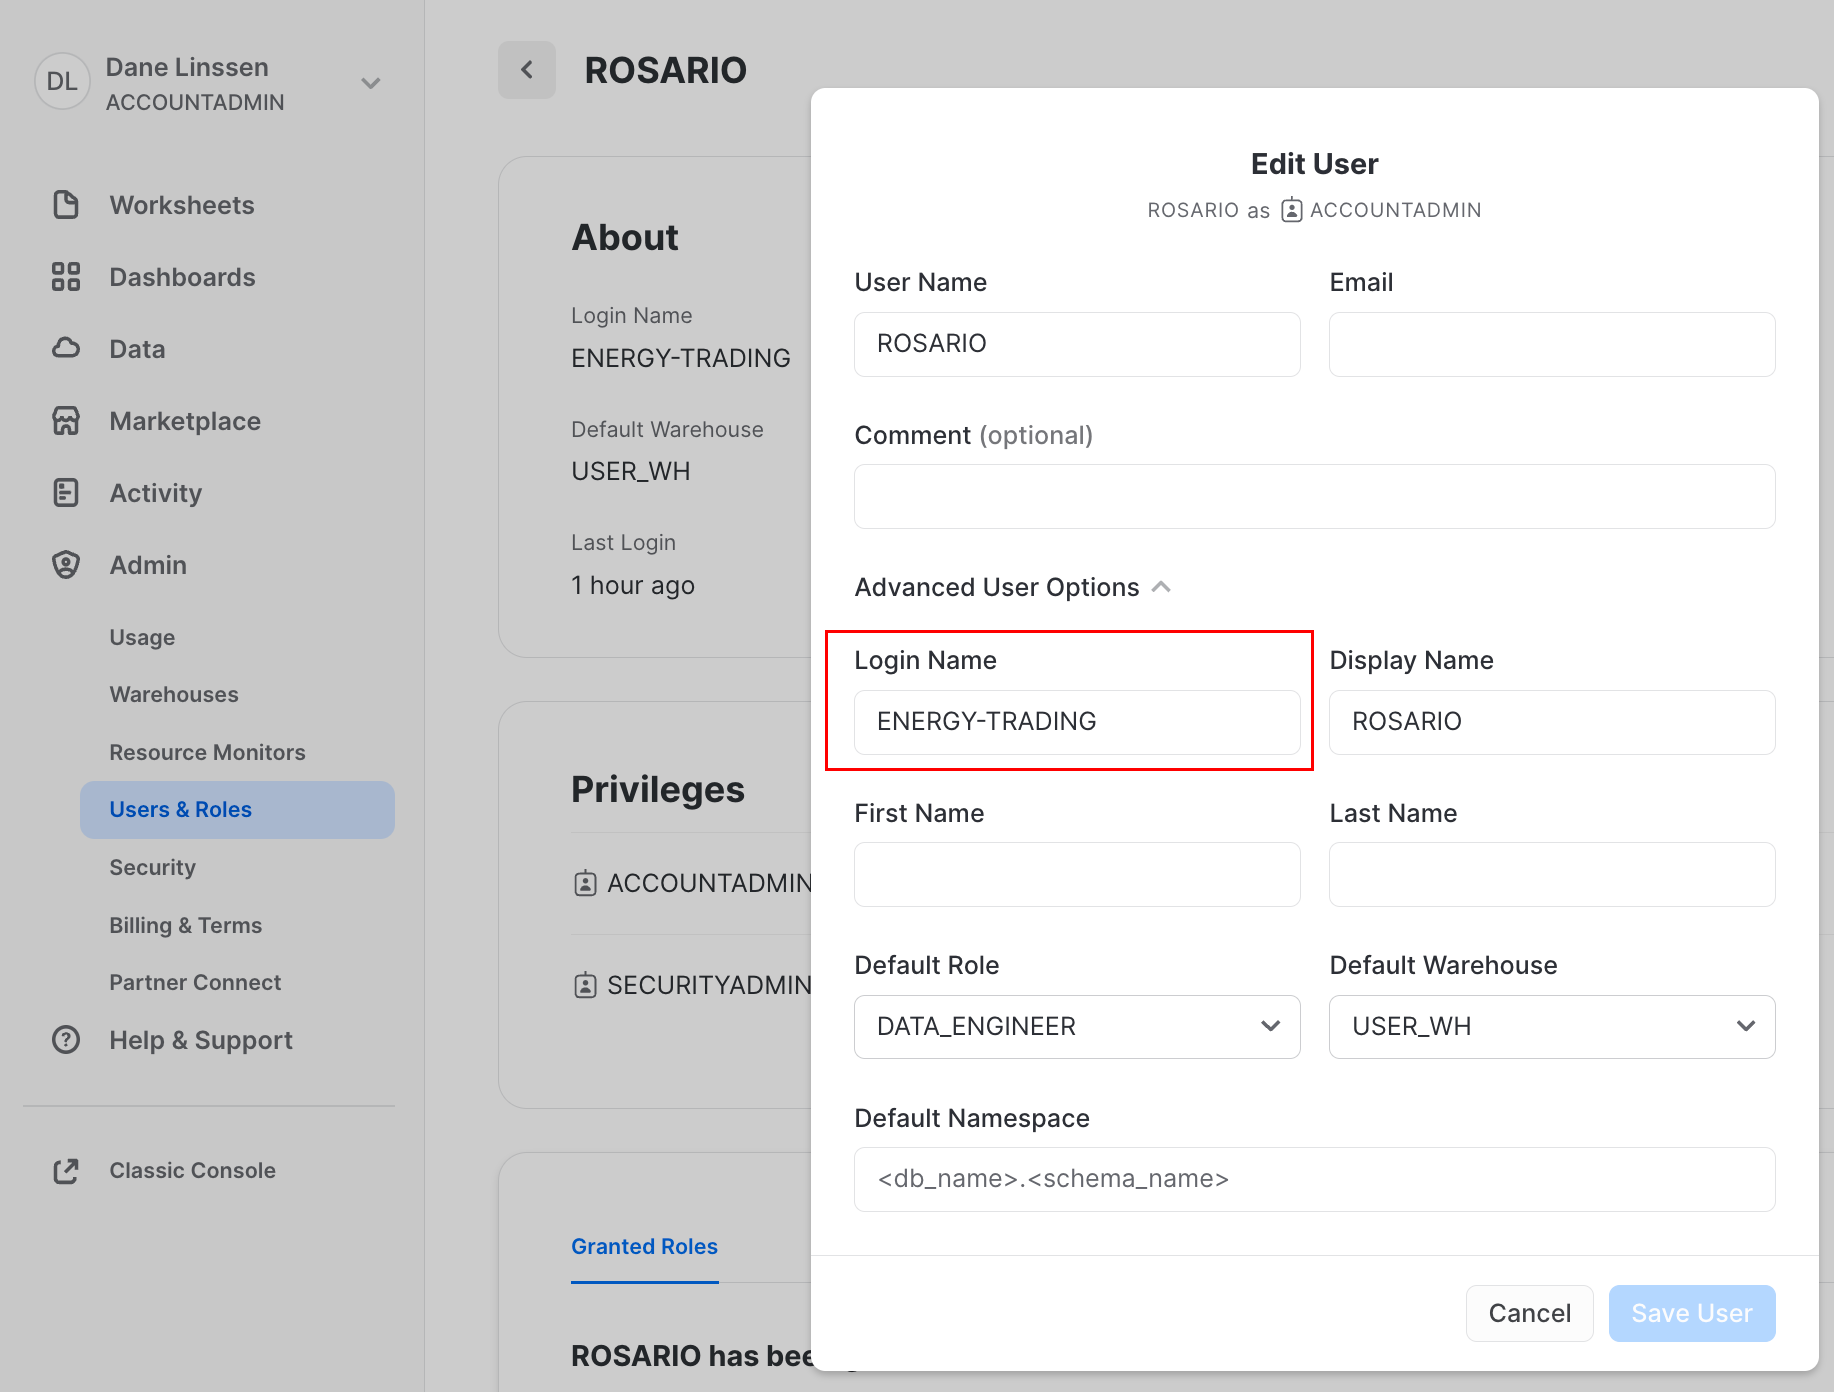 DL
Dane Linssen
ACCOUNTADMIN
Worksheets
Dashboards
Data
Marketplace
Activity
Admin
Usage
Warehouses
Resource Monitors
Users & Roles
Security
Billing & Terms
Partner Connect
Help & Support
Classic Console
ROSARIO
About
Login Name
ENERGY-TRADING
Default Warehouse
USER_WH
Last Login
1 hour ago
Privileges
ACCOUNTADMIN
SECURITYADMIN
Granted Roles
ROSARIO has bee
Edit User
ROSARIO as ACCOUNTADMIN
User Name
Email
ROSARIO
Comment (optional)
Advanced User Options
Login Name
Display Name
ENERGY-TRADING
ROSARIO
First Name
Last Name
Default Role
Default Warehouse
DATA_ENGINEER
USER_WH
Default Namespace
<db_name>.<schema_name>
Cancel
Save User